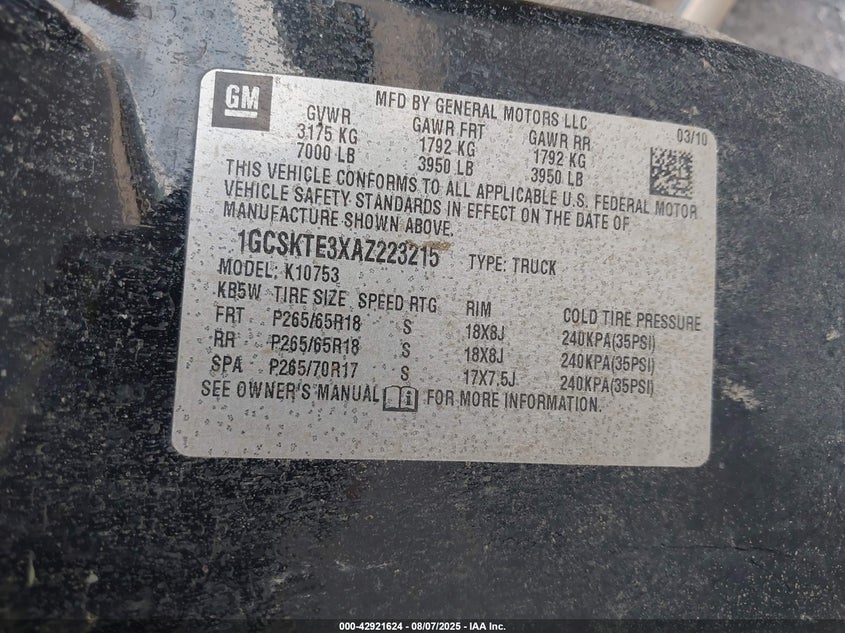 GM
MFD BY GENERAL MOTORS LLC
03/10
GVWR GAWR FRT GAWR RR
3175 KG 1792 KG 1792 KG
7000 LB 3950 LB 3950 LB
THIS VEHICLE CONFORMS TO ALL APPLICABLE U.S. FEDERAL MOTOR
VEHICLE SAFETY STANDARDS IN EFFECT ON THE DATE OF
MANUFACTURE SHOWN ABOVE.
1GCSKTE3XAZ223215 TYPE: TRUCK
MODEL: K10753
KB5W TIRE SIZE SPEED RTG RIM COLD TIRE PRESSURE
FRT P265/65R18 S 18X8J 240KPA(35PSI)
RR P265/65R18 S 18X8J 240KPA(35PSI)
SPA P265/70R17 S 17X7.5J 240KPA(35PSI)
SEE OWNER'S MANUAL FOR MORE INFORMATION.
000-42921624 | 08/07/2025 - IAA Inc.